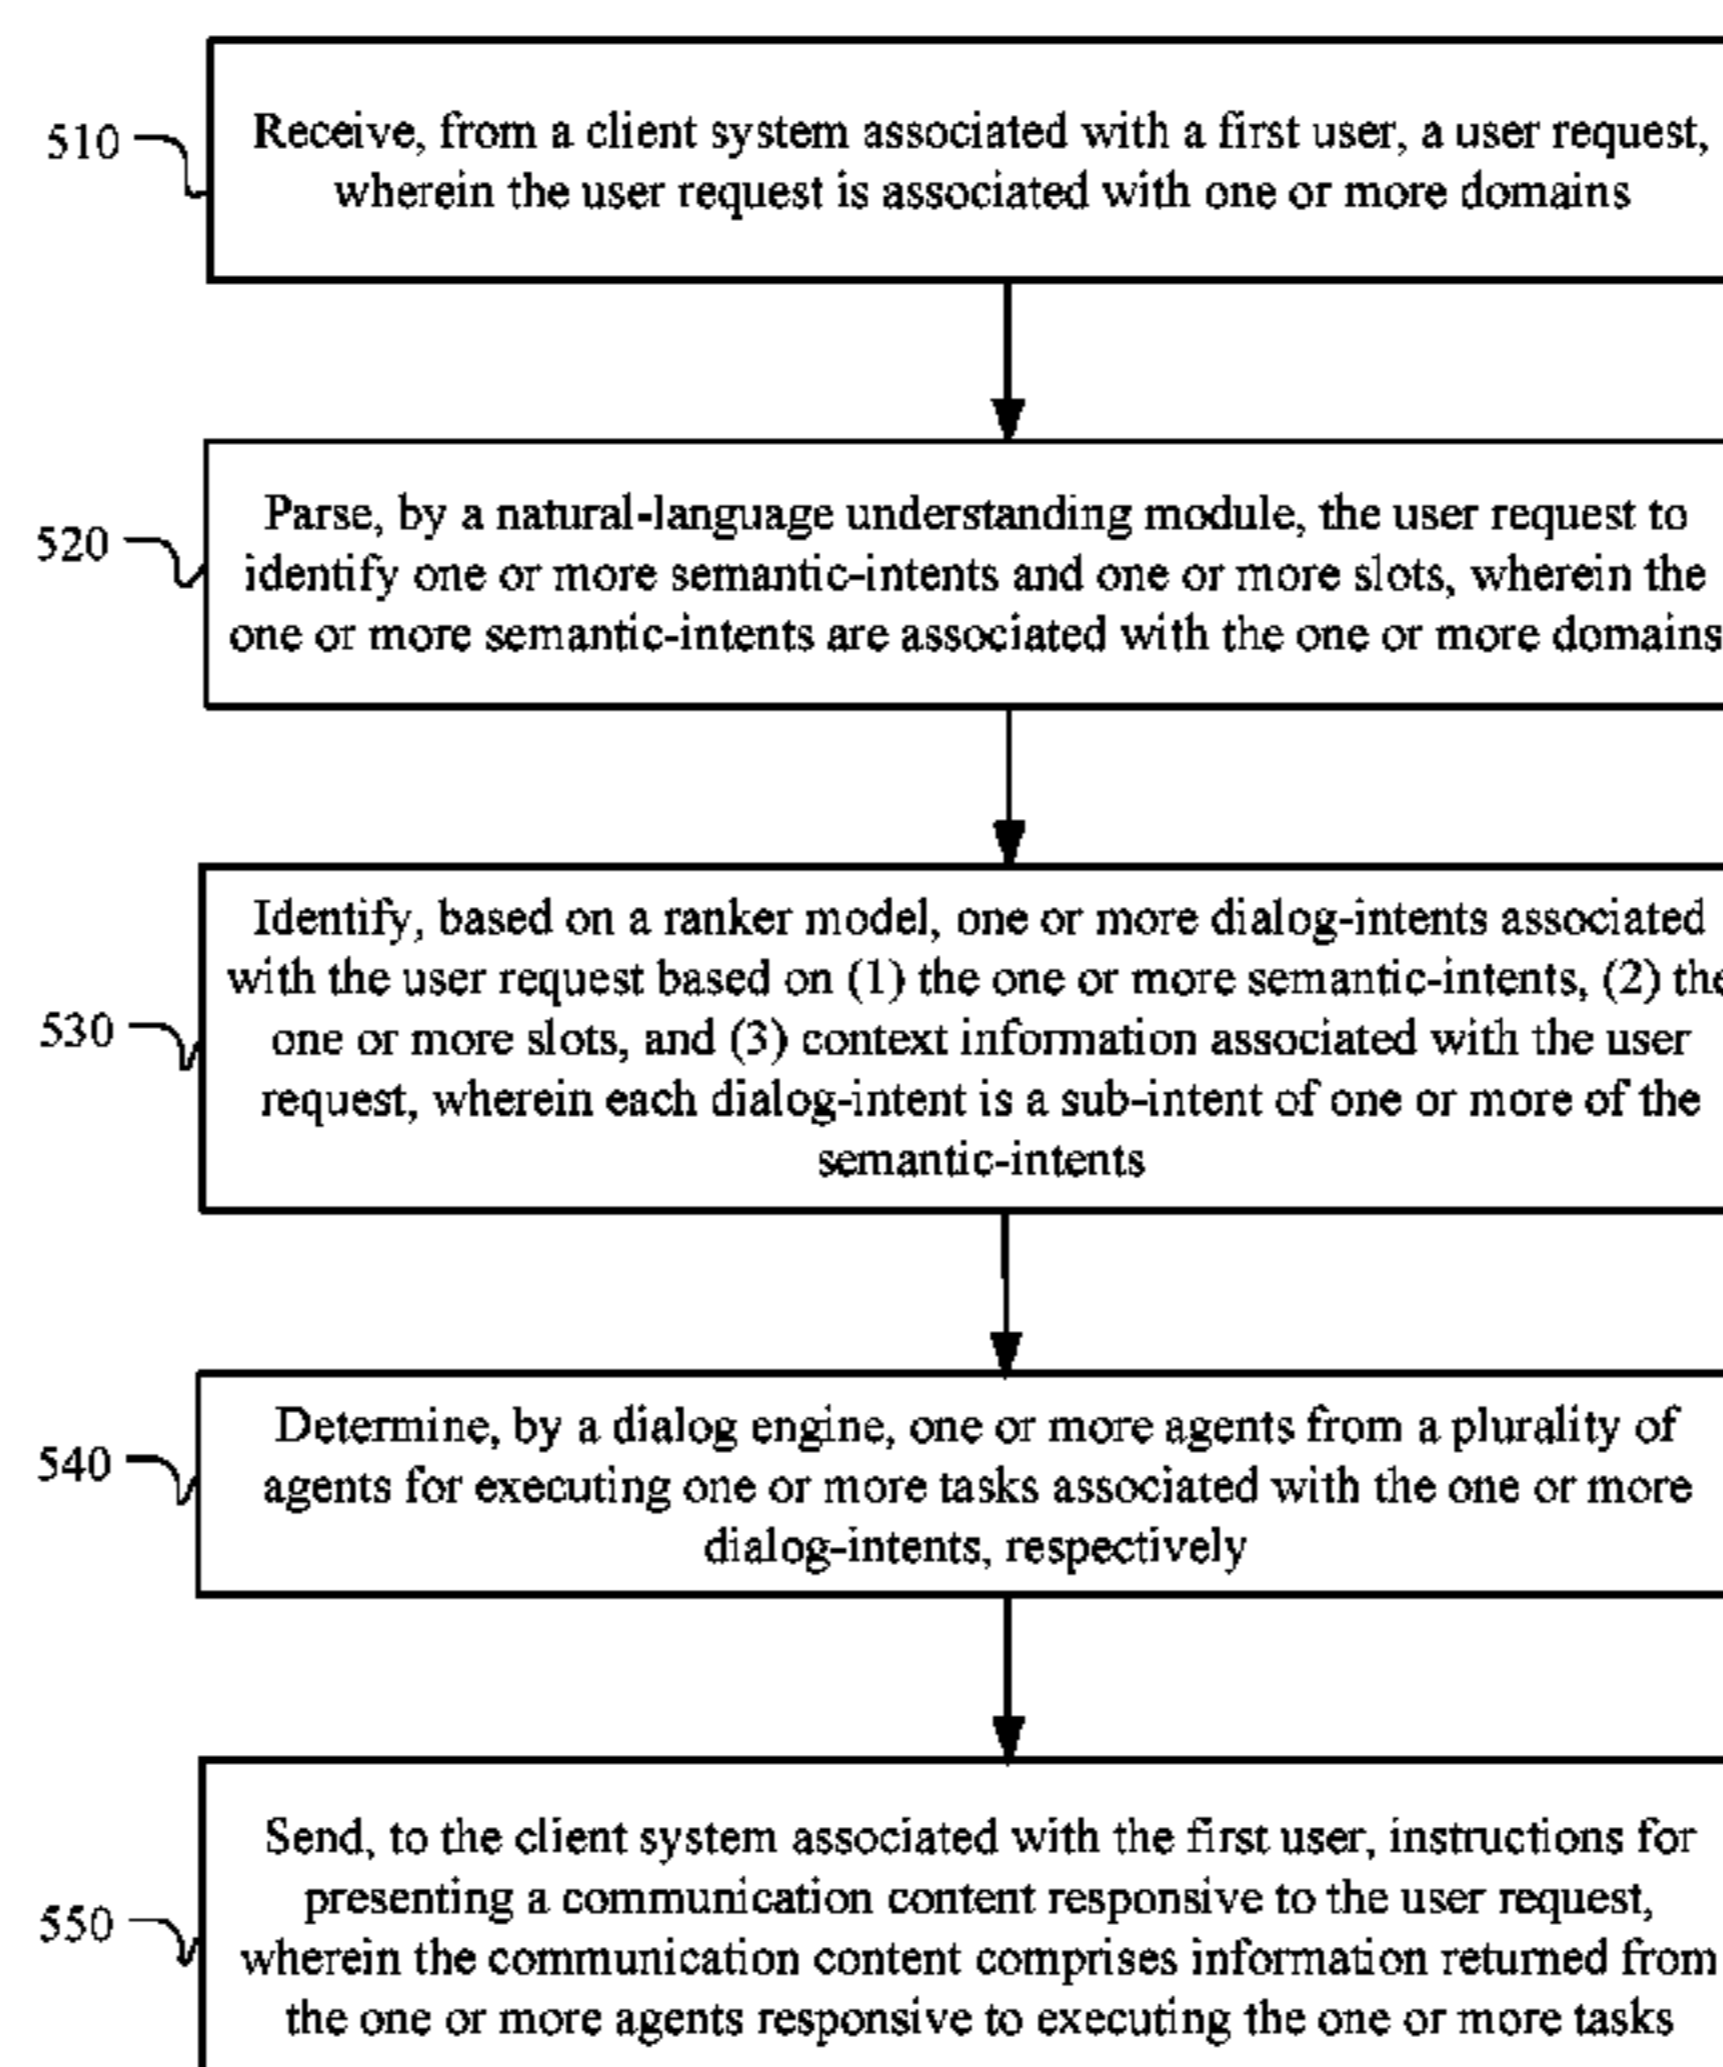 510
Receive, from a client system associated with a first user, a user request,
wherein the user request is associated with one or more domains
520
Parse, by a natural-language understanding module, the user request to
identify one or more semantic-intents and one or more slots, wherein the
one or more semantic-intents are associated with the one or more domains
530
Identify, based on a ranker model, one or more dialog-intents associated
with the user request based on (1) the one or more semantic-intents, (2) the
one or more slots, and (3) context information associated with the user
request, wherein each dialog-intent is a sub-intent of one or more of the
semantic-intents
540
Determine, by a dialog engine, one or more agents from a plurality of
agents for executing one or more tasks associated with the one or more
dialog-intents, respectively
550
Send, to the client system associated with the first user, instructions for
presenting a communication content responsive to the user request,
wherein the communication content comprises information returned from
the one or more agents responsive to executing the one or more tasks